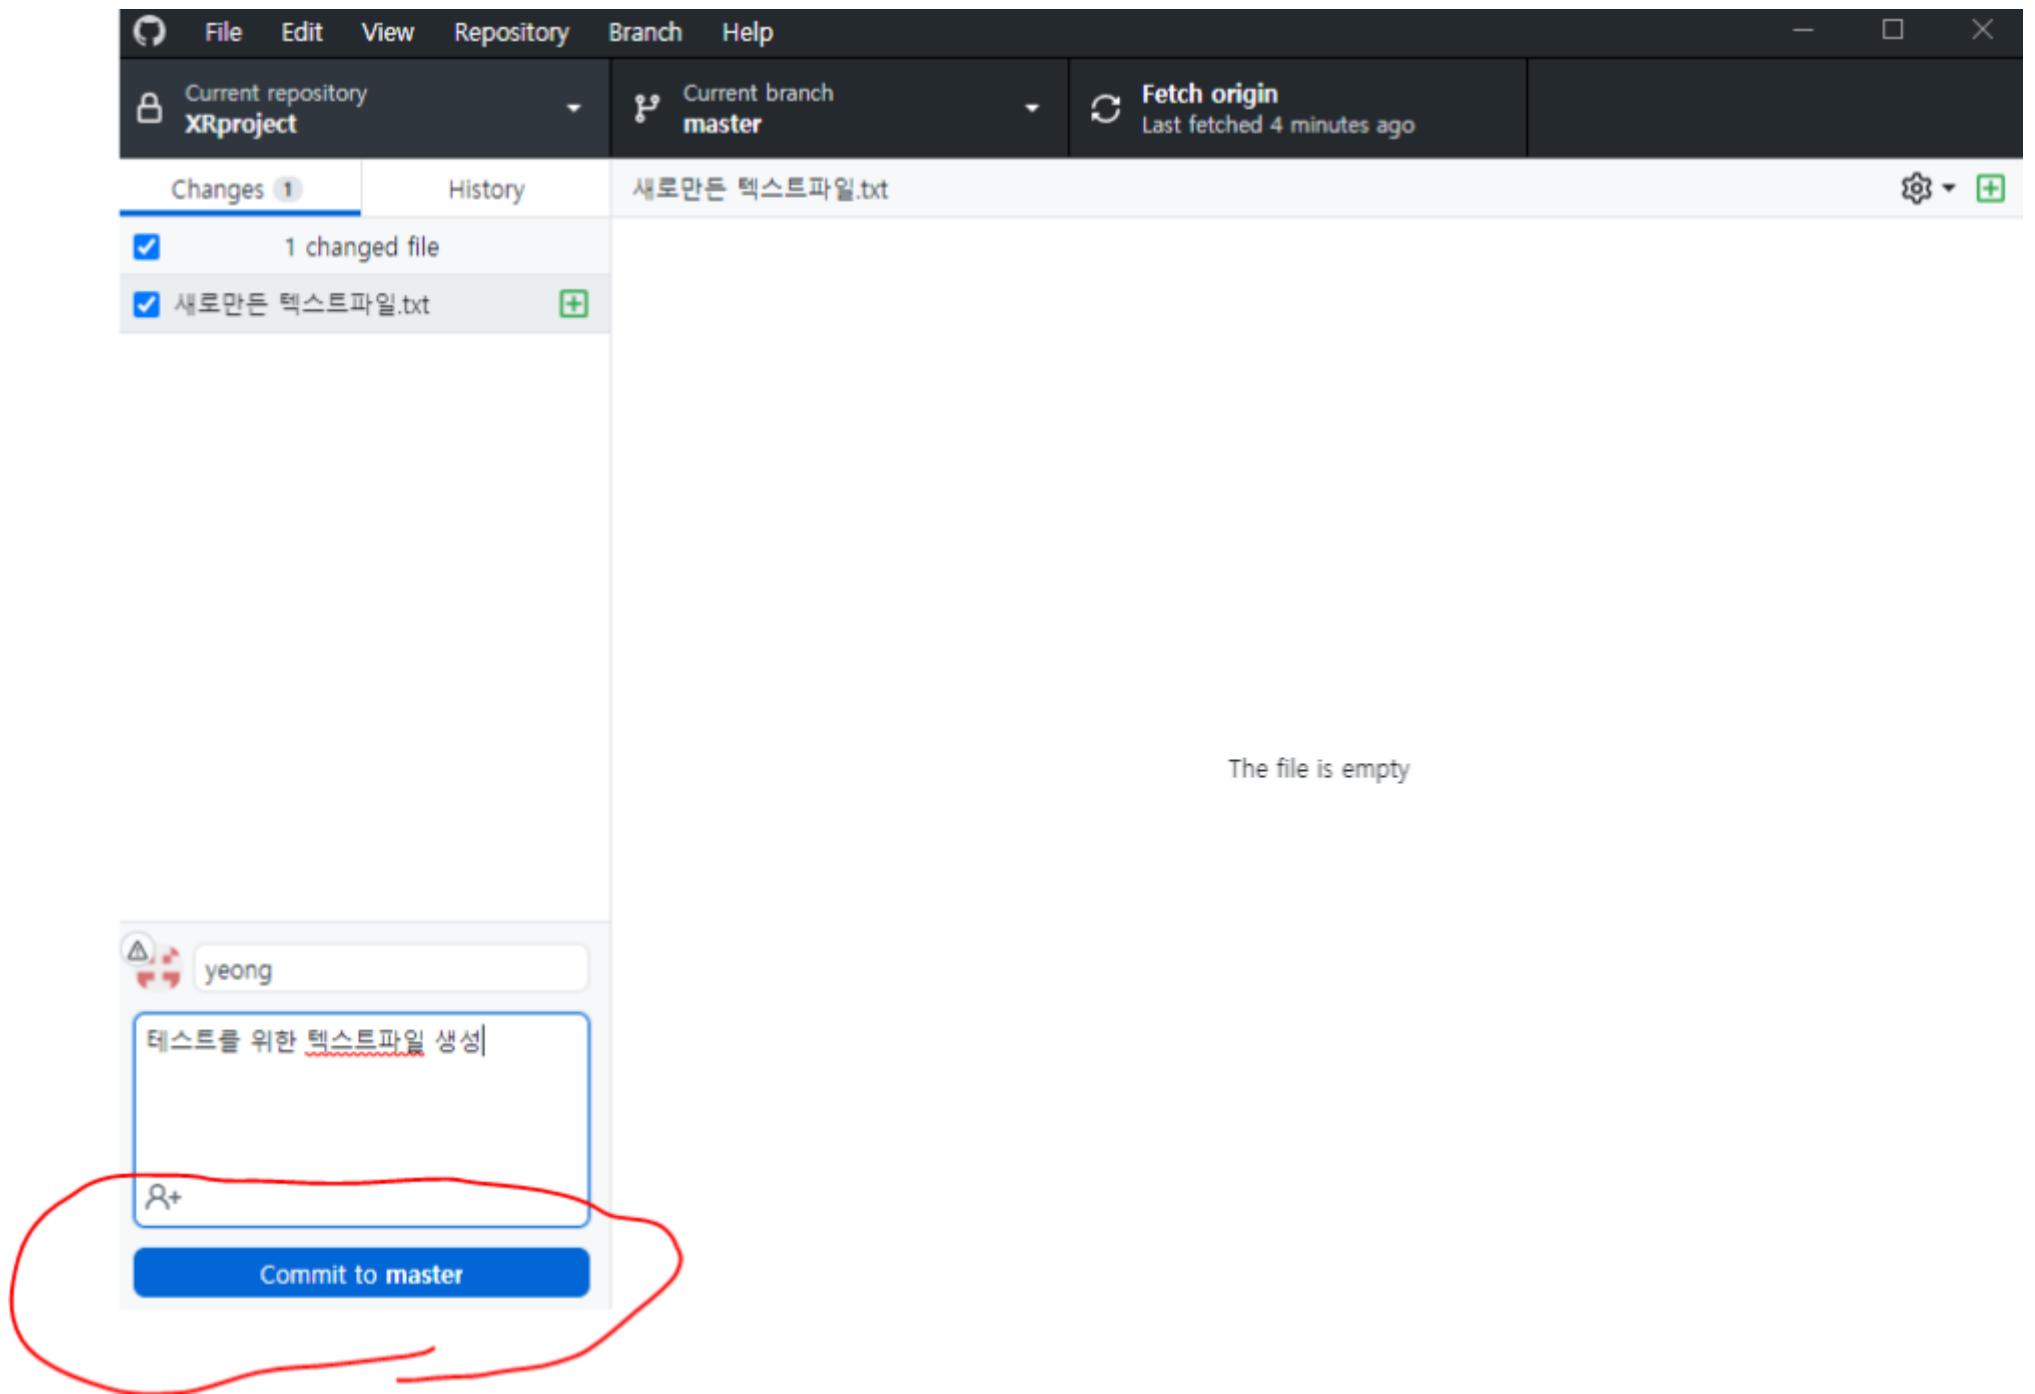 File Edit View Repository Branch Help
Current repository
XRproject
Current branch
master
Fetch origin
Last fetched 4 minutes ago
Changes 1 History
새로만든 텍스트파일.txt
1 changed file
새로만든 텍스트파일.txt
The file is empty
yeong
테스트를 위한 텍스트파일 생성
Commit to master